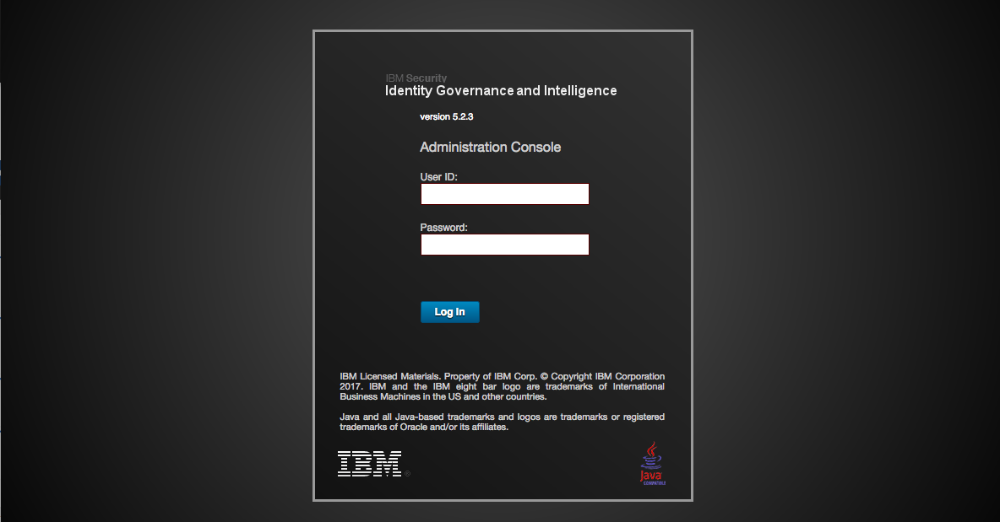 IBM Security
Identity Governance and Intelligence
version 5.2.3
Administration Console
User ID:
Password:
Log In
IBM Licensed Materials. Property of IBM Corp. © Copyright IBM Corporation
2017. IBM and the IBM eight bar logo are trademarks of International
Business Machines in the US and other countries.
Java and all Java-based trademarks and logos are trademarks or registered
trademarks of Oracle and/or its affiliates.
IBM ®
Java
COMPATIBLE